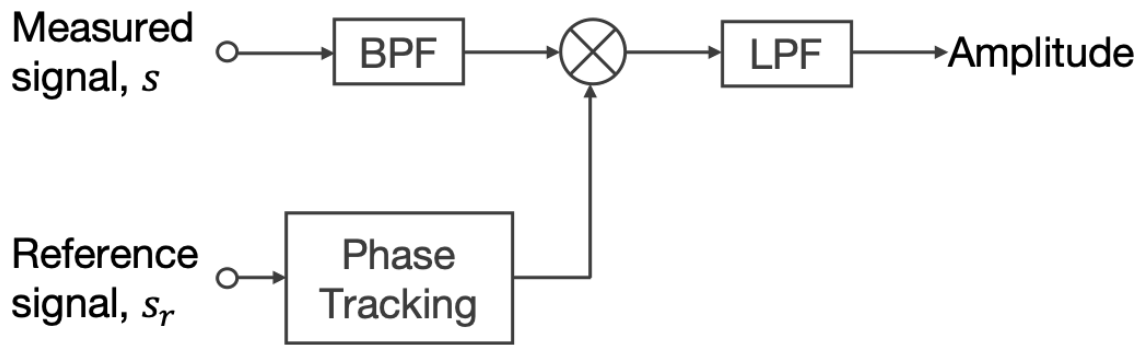 Measured
signal, s
BPF
LPF
Amplitude
Reference
signal, sᵣ
Phase
Tracking